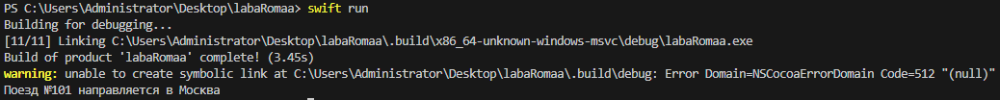 PS C:\Users\Administrator\Desktop\labaRomaa> swift run
Building for debugging...
[11/11] Linking C:\Users\Administrator\Desktop\labaRomaa\.build\x86_64-unknown-windows-msvc\debug\labaRomaa.exe
Build of product 'labaRomaa' complete! (3.45s)
warning: unable to create symbolic link at C:\Users\Administrator\Desktop\labaRomaa\.build\debug: Error Domain=NSCocoaErrorDomain Code=512 "(null)"
Поезд №101 направляется в Москва